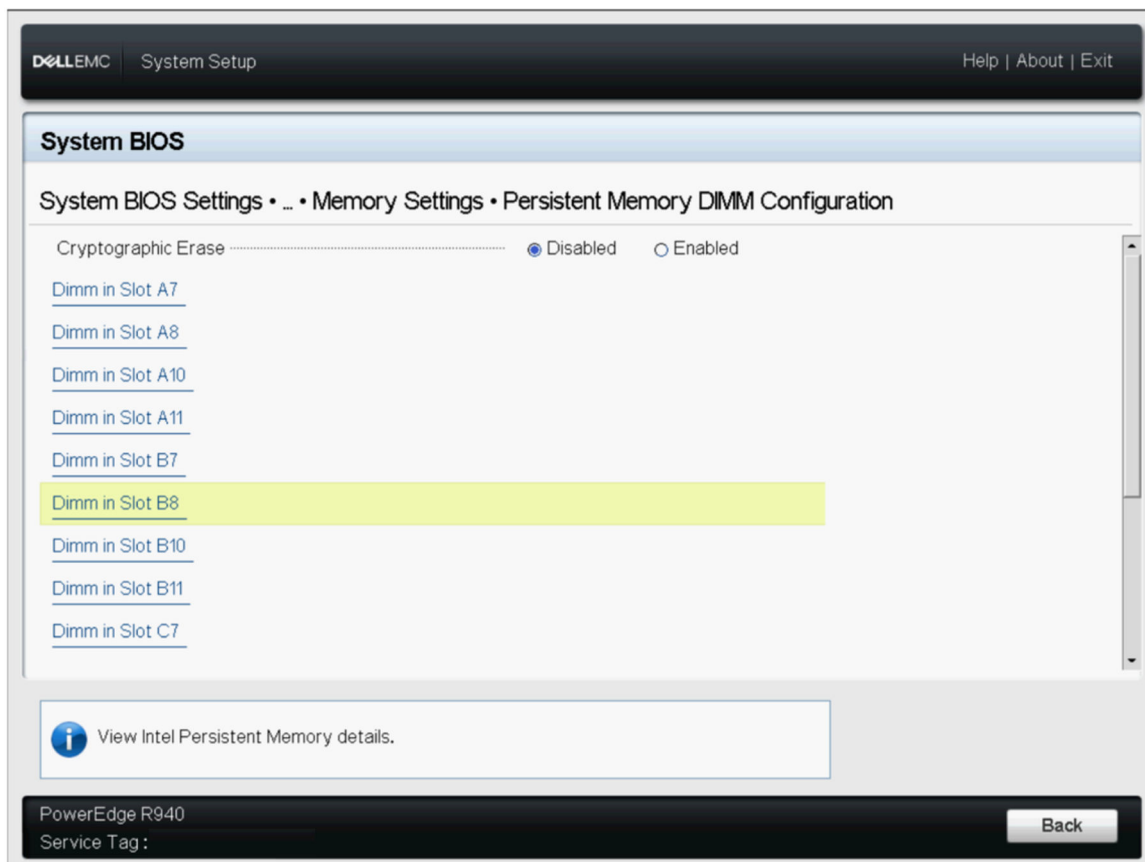 DELLEMC System Setup Help | About | Exit
System BIOS
System BIOS Settings • ... • Memory Settings • Persistent Memory DIMM Configuration
Cryptographic Erase Disabled Enabled
Dimm in Slot A7
Dimm in Slot A8
Dimm in Slot A10
Dimm in Slot A11
Dimm in Slot B7
Dimm in Slot B8
Dimm in Slot B10
Dimm in Slot B11
Dimm in Slot C7
i View Intel Persistent Memory details.
PowerEdge R940
Service Tag :
Back